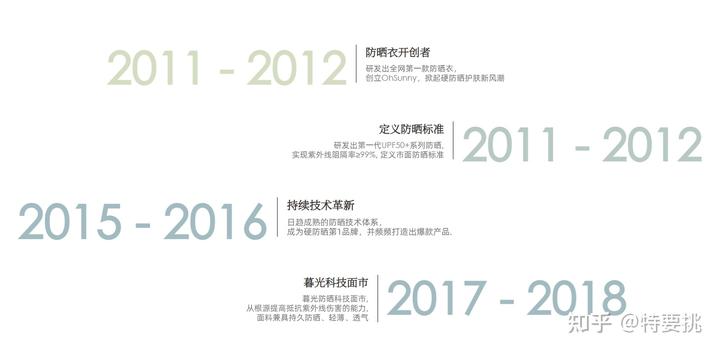 2011 - 2012
防晒衣开创者
研发出全网第一款防晒衣,
创立OhSunny, 掀起硬防晒护肤新风潮
定义防晒标准
研发出第一代UPF50+系列防晒,
实现紫外线阻隔率≥99%, 定义市面防晒标准
2011 - 2012
2015 - 2016
持续技术革新
日趋成熟的防晒技术体系,
成为硬防晒第1品牌, 并频频打造出爆款产品.
暮光科技面市
暮光防晒科技面市,
从根源提高抵抗紫外线伤害的能力,
面料兼具持久防晒、轻薄、透气
2017 - 2018
知乎 @特要挑